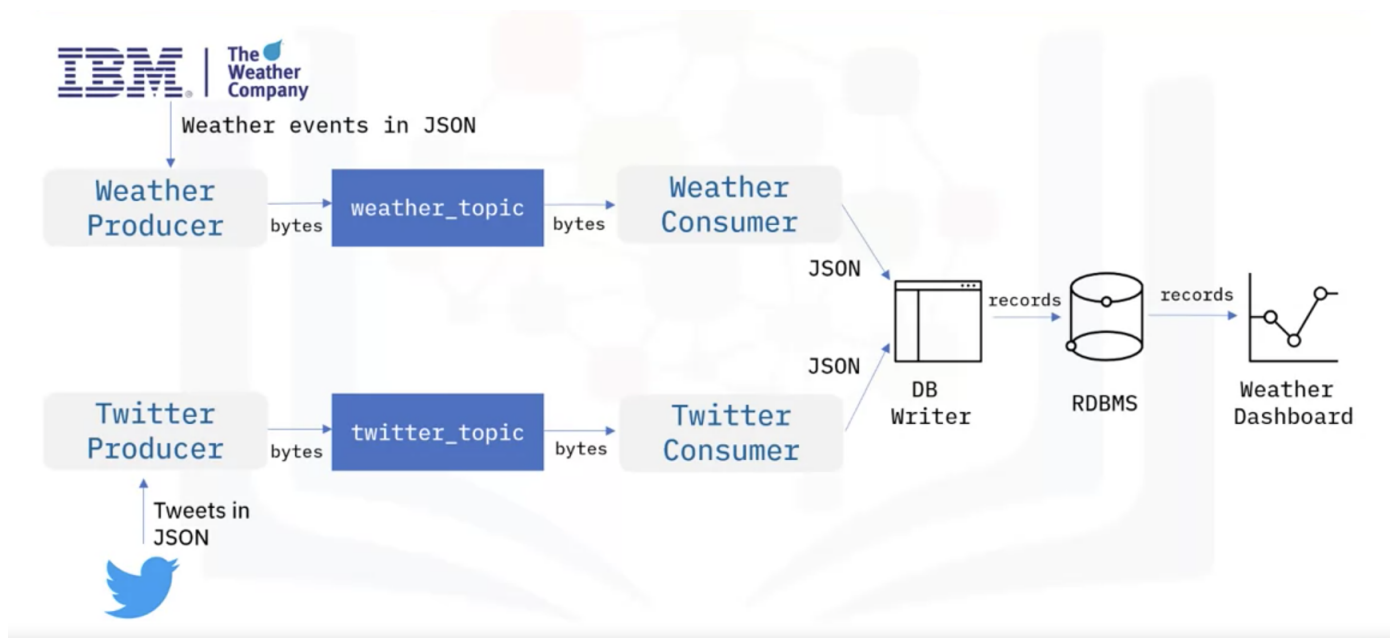 IBM
The
Weather
Company
Weather events in JSON
Weather
Producer
bytes
weather_topic
bytes
Weather
Consumer
JSON
records
records
JSON
DB
Writer
RDBMS
Weather
Dashboard
Twitter
Producer
bytes
twitter_topic
bytes
Twitter
Consumer
Tweets in
JSON